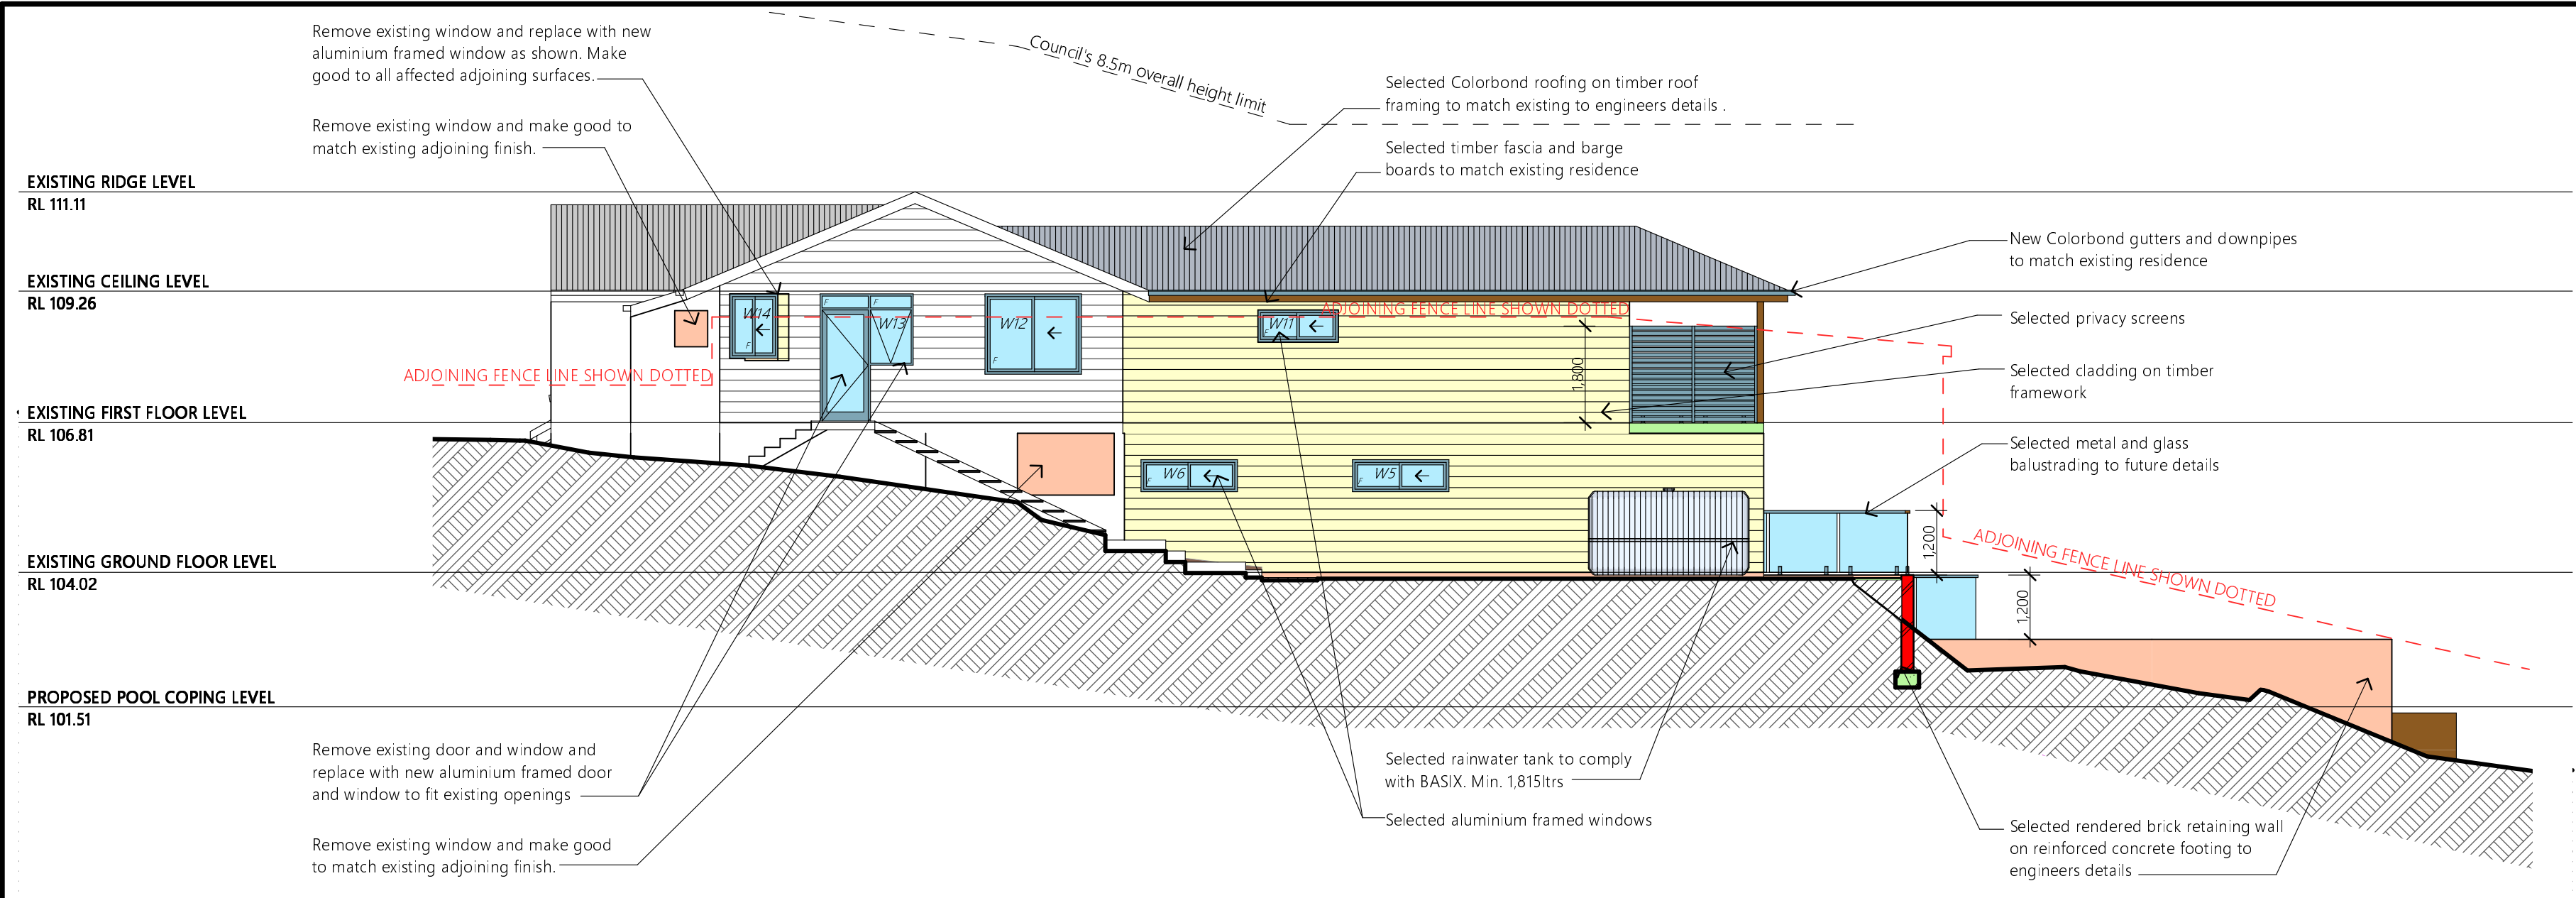 Remove existing window and replace with new
aluminium framed window as shown. Make
good to all affected adjoining surfaces.
Remove existing window and make good to
match existing adjoining finish.
Council's 8.5m overall height limit
Selected Colorbond roofing on timber roof
framing to match existing to engineers details .
Selected timber fascia and barge
boards to match existing residence
EXISTING RIDGE LEVEL
RL 111.11
New Colorbond gutters and downpipes
to match existing residence
EXISTING CEILING LEVEL
RL 109.26
ADJOINING FENCE LINE SHOWN DOTTED
Selected privacy screens
W14
F
F
F
W13
W12
F
W11
F
1,800
Selected cladding on timber
framework
ADJOINING FENCE LINE SHOWN DOTTED
EXISTING FIRST FLOOR LEVEL
RL 106.81
Selected metal and glass
balustrading to future details
W6
F
W5
F
1,200
ADJOINING FENCE LINE SHOWN DOTTED
EXISTING GROUND FLOOR LEVEL
RL 104.02
1,200
PROPOSED POOL COPING LEVEL
RL 101.51
Remove existing door and window and
replace with new aluminium framed door
and window to fit existing openings
Selected rainwater tank to comply
with BASIX. Min. 1,815ltrs
Selected aluminium framed windows
Remove existing window and make good
to match existing adjoining finish.
Selected rendered brick retaining wall
on reinforced concrete footing to
engineers details